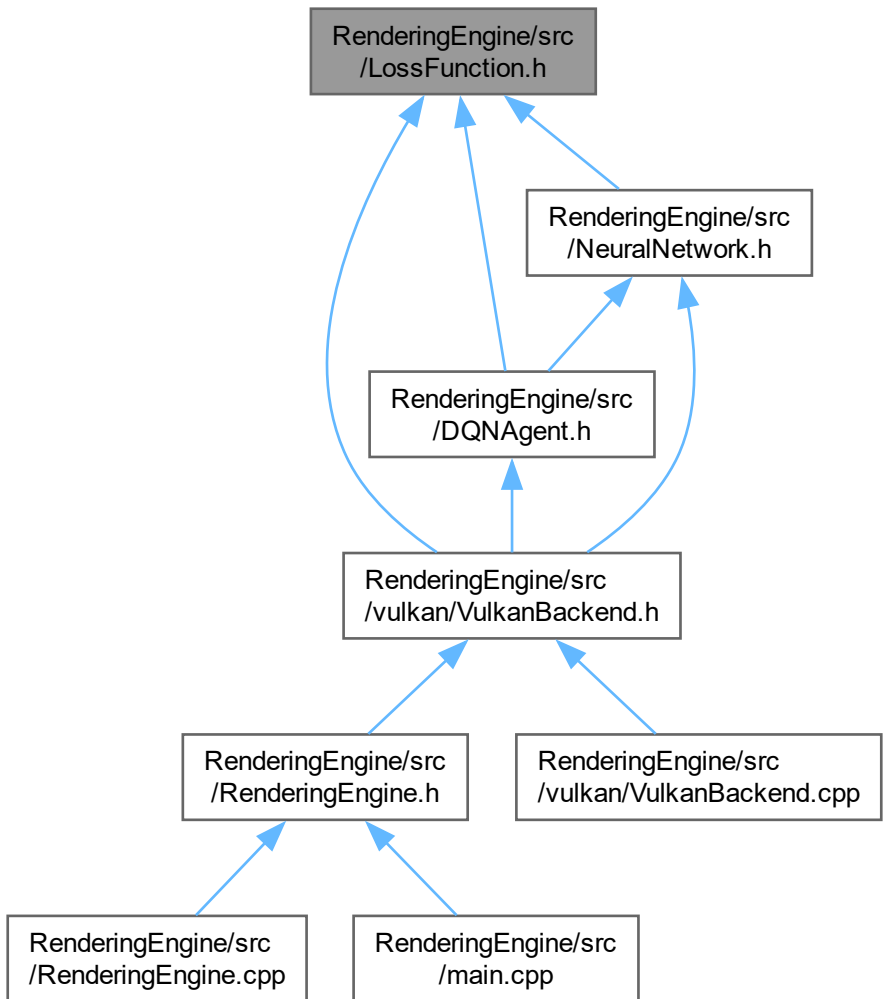 RenderingEngine/src
/LossFunction.h
RenderingEngine/src
/NeuralNetwork.h
RenderingEngine/src
/DQNAgent.h
RenderingEngine/src
/vulkan/VulkanBackend.h
RenderingEngine/src
/RenderingEngine.h
RenderingEngine/src
/vulkan/VulkanBackend.cpp
RenderingEngine/src
/RenderingEngine.cpp
RenderingEngine/src
/main.cpp